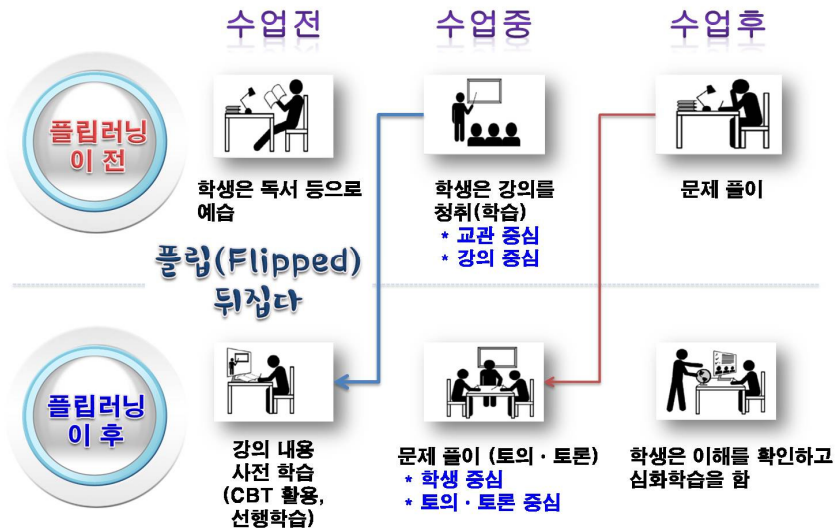 수업전
수업중
수업후
플립러닝
이 전
학생은 독서 등으로
예습
학생은 강의를
청취(학습)
* 교관 중심
* 강의 중심
문제 풀이
플립(Flipped)
뒤집다
플립러닝
이 후
강의 내용
사전 학습
(CBT 활용,
선행학습)
문제 풀이 (토의 · 토론)
* 학생 중심
* 토의 · 토론 중심
학생은 이해를 확인하고
심화학습을 함